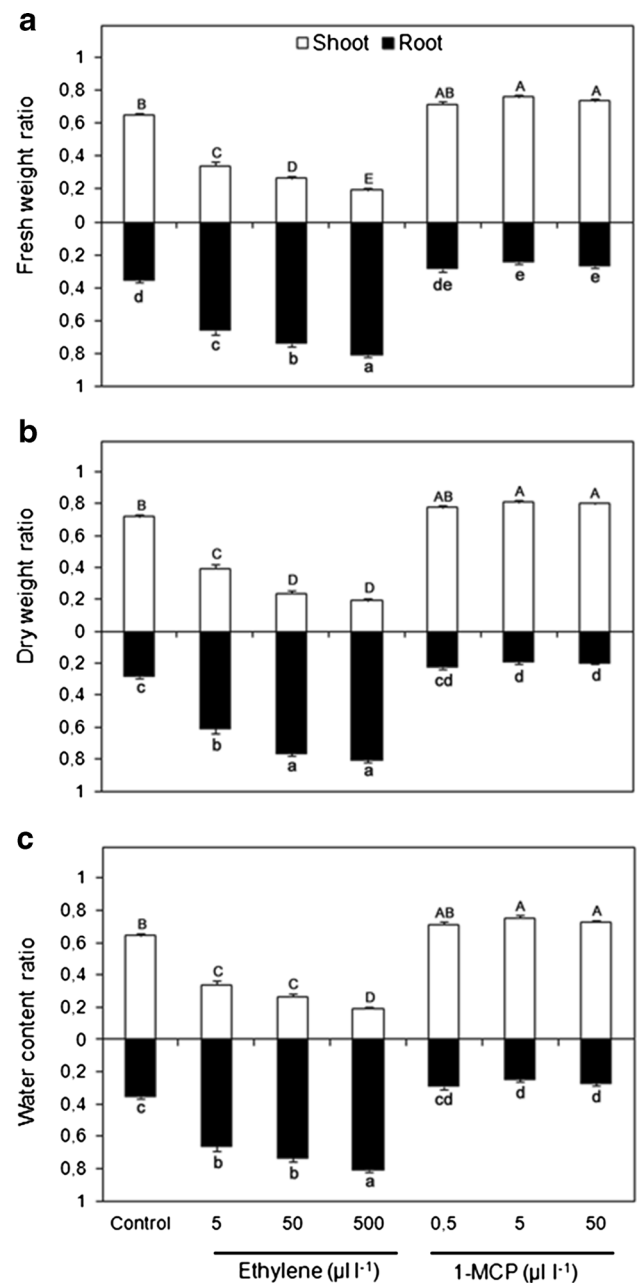 a
Shoot Root
1
0,8
0,6
0,4
0,2
0
0,2
0,4
0,6
0,8
1
Fresh weight ratio
B C D E AB A A
d c b a de e e
b
1
0,8
0,6
0,4
0,2
0
0,2
0,4
0,6
0,8
1
Dry weight ratio
B C D D AB A A
c b a a cd d d
c
1
0,8
0,6
0,4
0,2
0
0,2
0,4
0,6
0,8
1
Water content ratio
B C C D AB A A
c b b a cd d d
Control 5 50 500 0,5 5 50
Ethylene (µl l⁻¹) 1-MCP (µl l⁻¹)